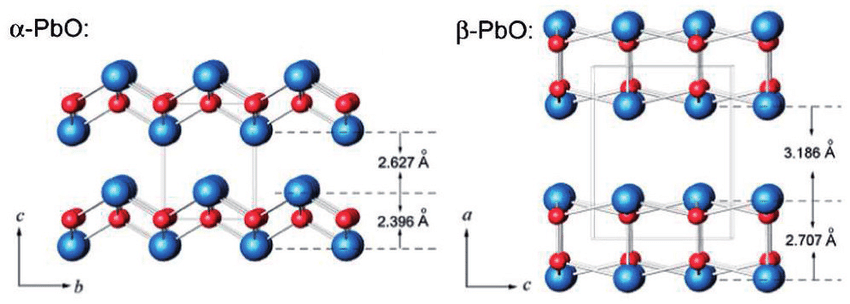 α-PbO:
2.627 Å
2.396 Å
c
b
β-PbO:
3.186 Å
2.707 Å
a
c